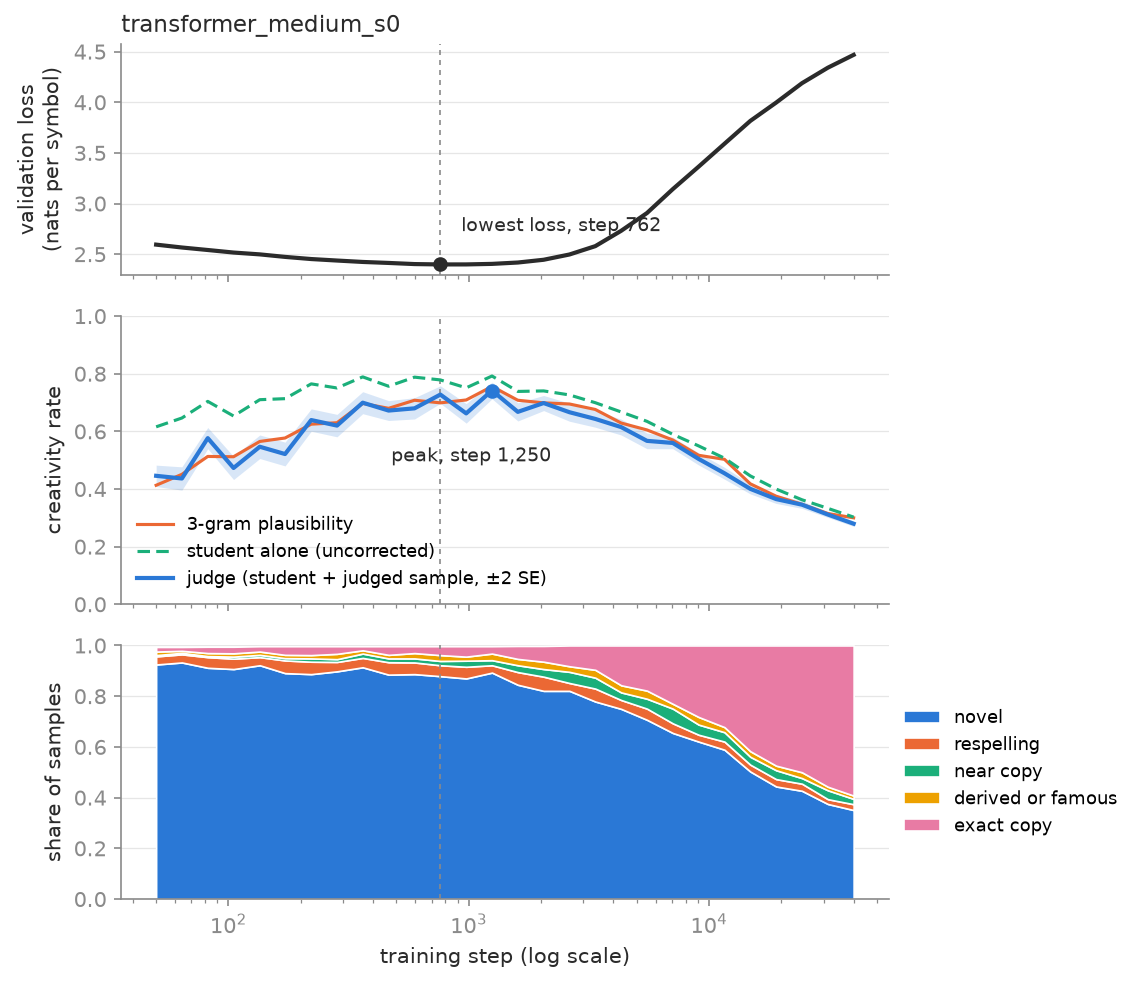 transformer_medium_s0
validation loss
(nats per symbol)
4.5
4.0
3.5
3.0
2.5
lowest loss, step 762
creativity rate
1.0
0.8
0.6
0.4
0.2
0.0
peak, step 1,250
3-gram plausibility
student alone (uncorrected)
judge (student + judged sample, ±2 SE)
share of samples
1.0
0.8
0.6
0.4
0.2
0.0
novel
respelling
near copy
derived or famous
exact copy
10² 10³ 10⁴
training step (log scale)